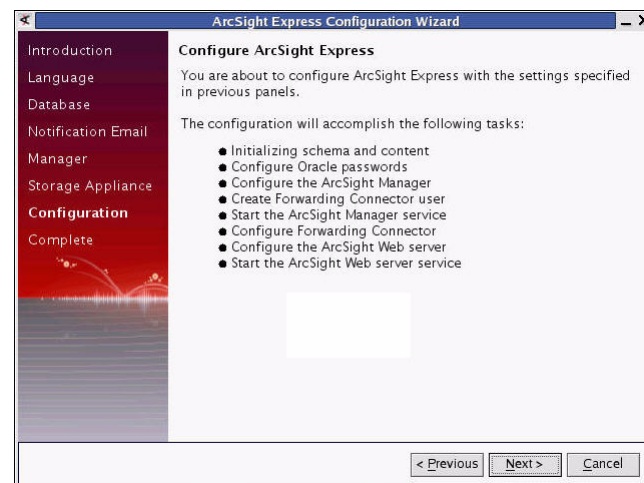 ArcSight Express Configuration Wizard
Introduction
Language
Database
Notification Email
Manager
Storage Appliance
Configuration
Complete
Configure ArcSight Express
You are about to configure ArcSight Express with the settings specified
in previous panels.
The configuration will accomplish the following tasks:
● Initializing schema and content
● Configure Oracle passwords
● Configure the ArcSight Manager
● Create Forwarding Connector user
● Start the ArcSight Manager service
● Configure Forwarding Connector
● Configure the ArcSight Web server
● Start the ArcSight Web server service
< Previous
Next >
Cancel